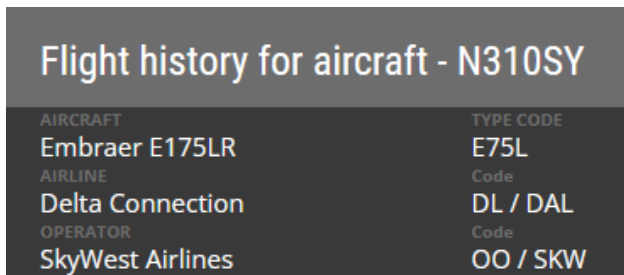 Flight history for aircraft - N310SY
AIRCRAFT TYPE CODE
Embraer E175LR E75L
AIRLINE Code
Delta Connection DL / DAL
OPERATOR Code
SkyWest Airlines OO / SKW